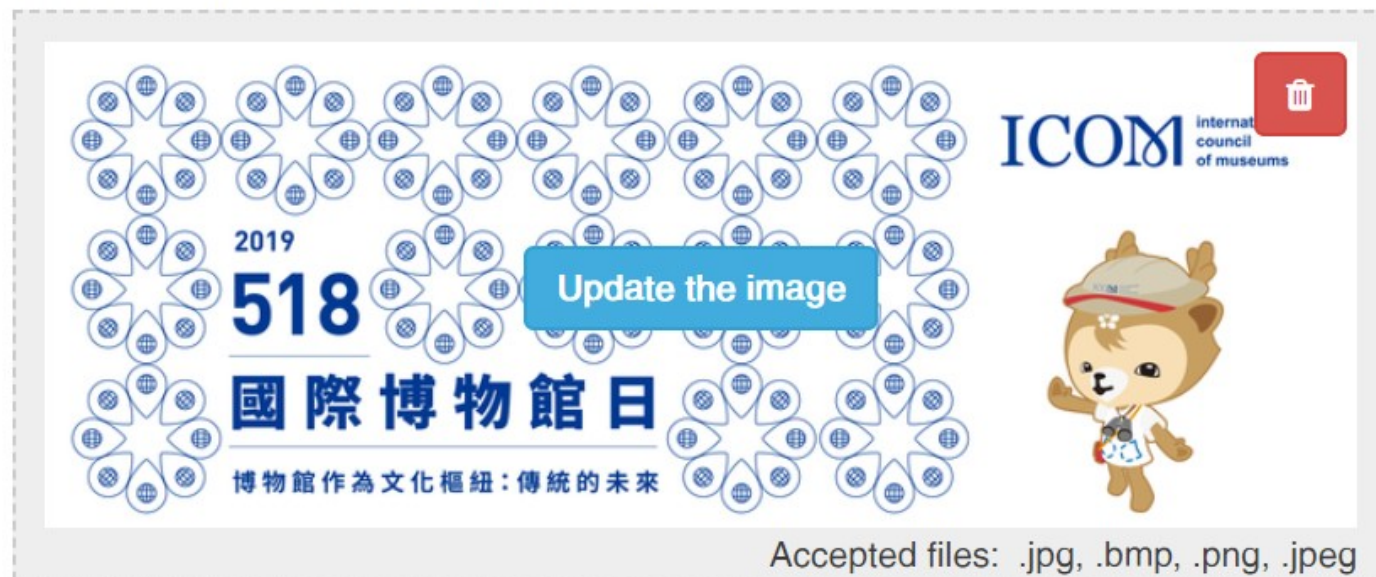 ICOM
council
of museums
2019
518
Update the image
國際博物館日
博物館作為文化樞紐：傳統的未來
Accepted files: .jpg, .bmp, .png, .jpeg